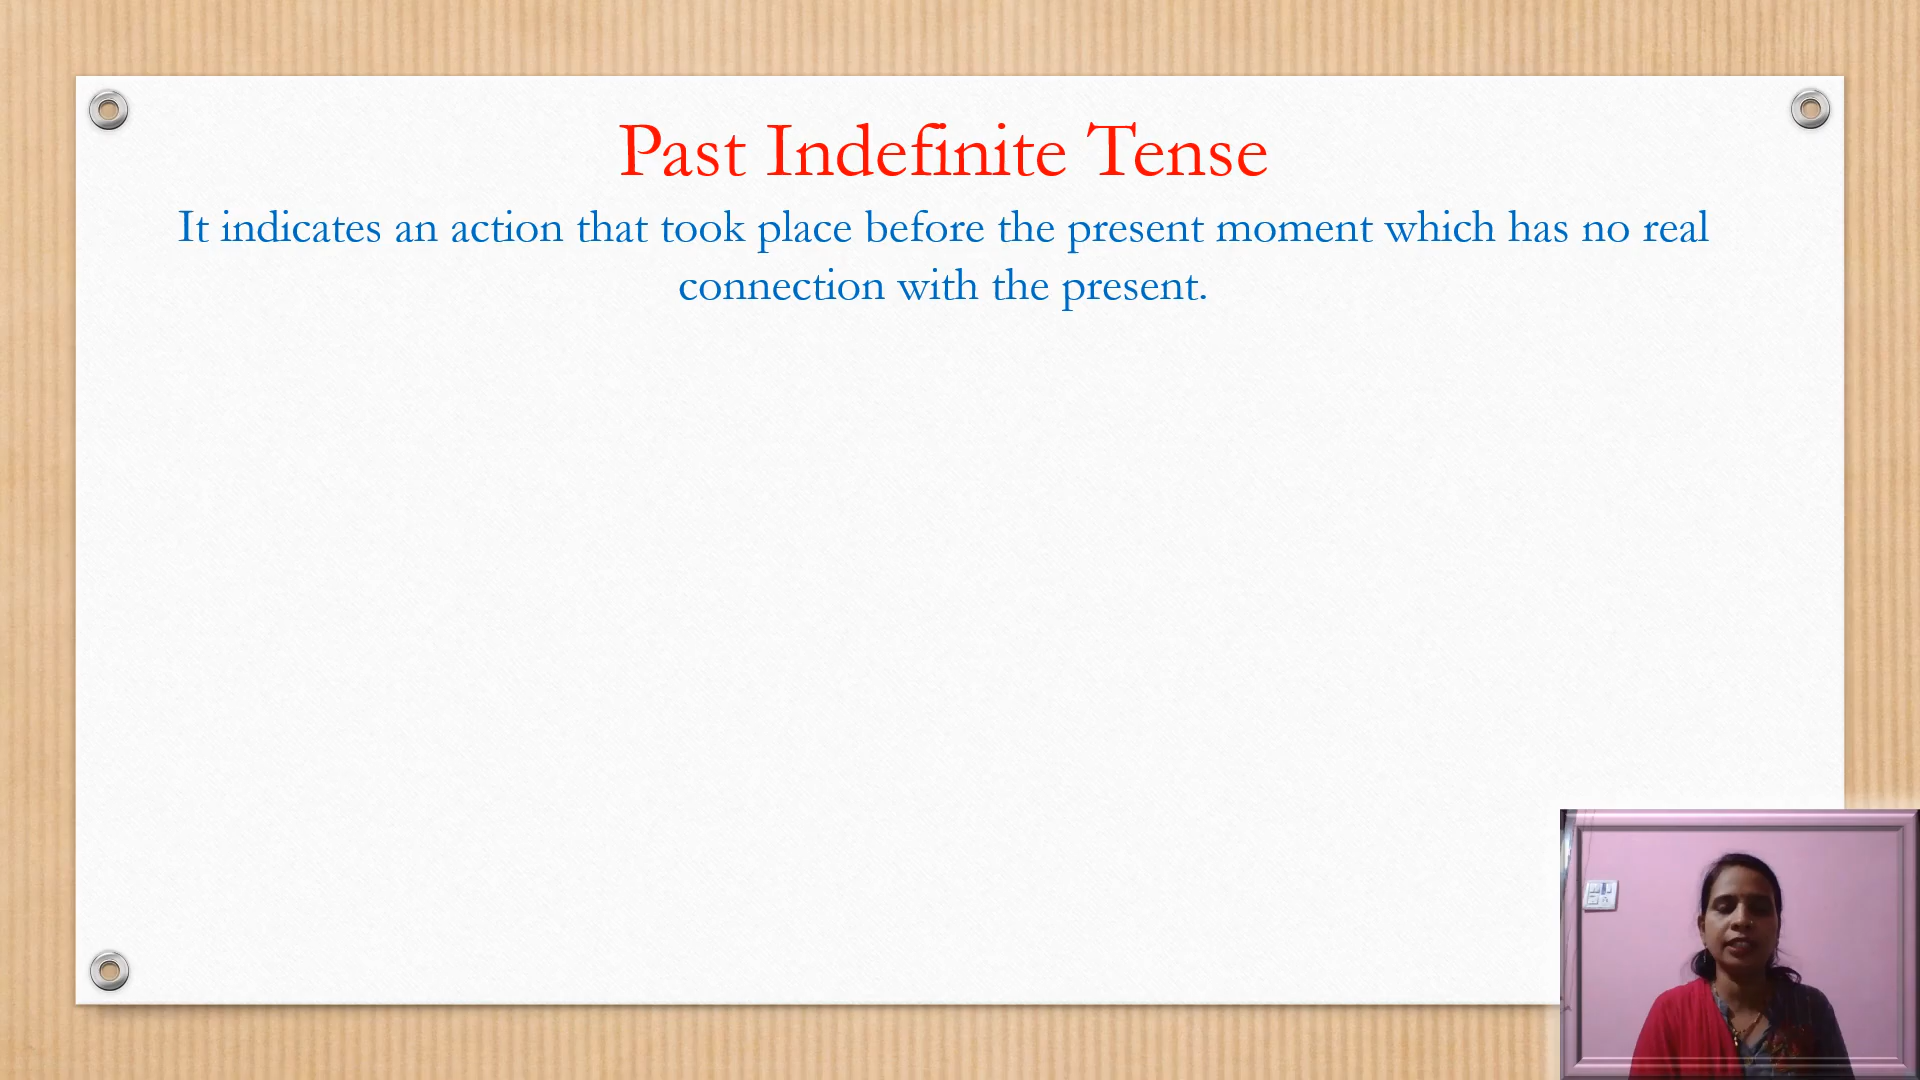 Past Indefinite Tense
It indicates an action that took place before the present moment which has no real
connection with the present.